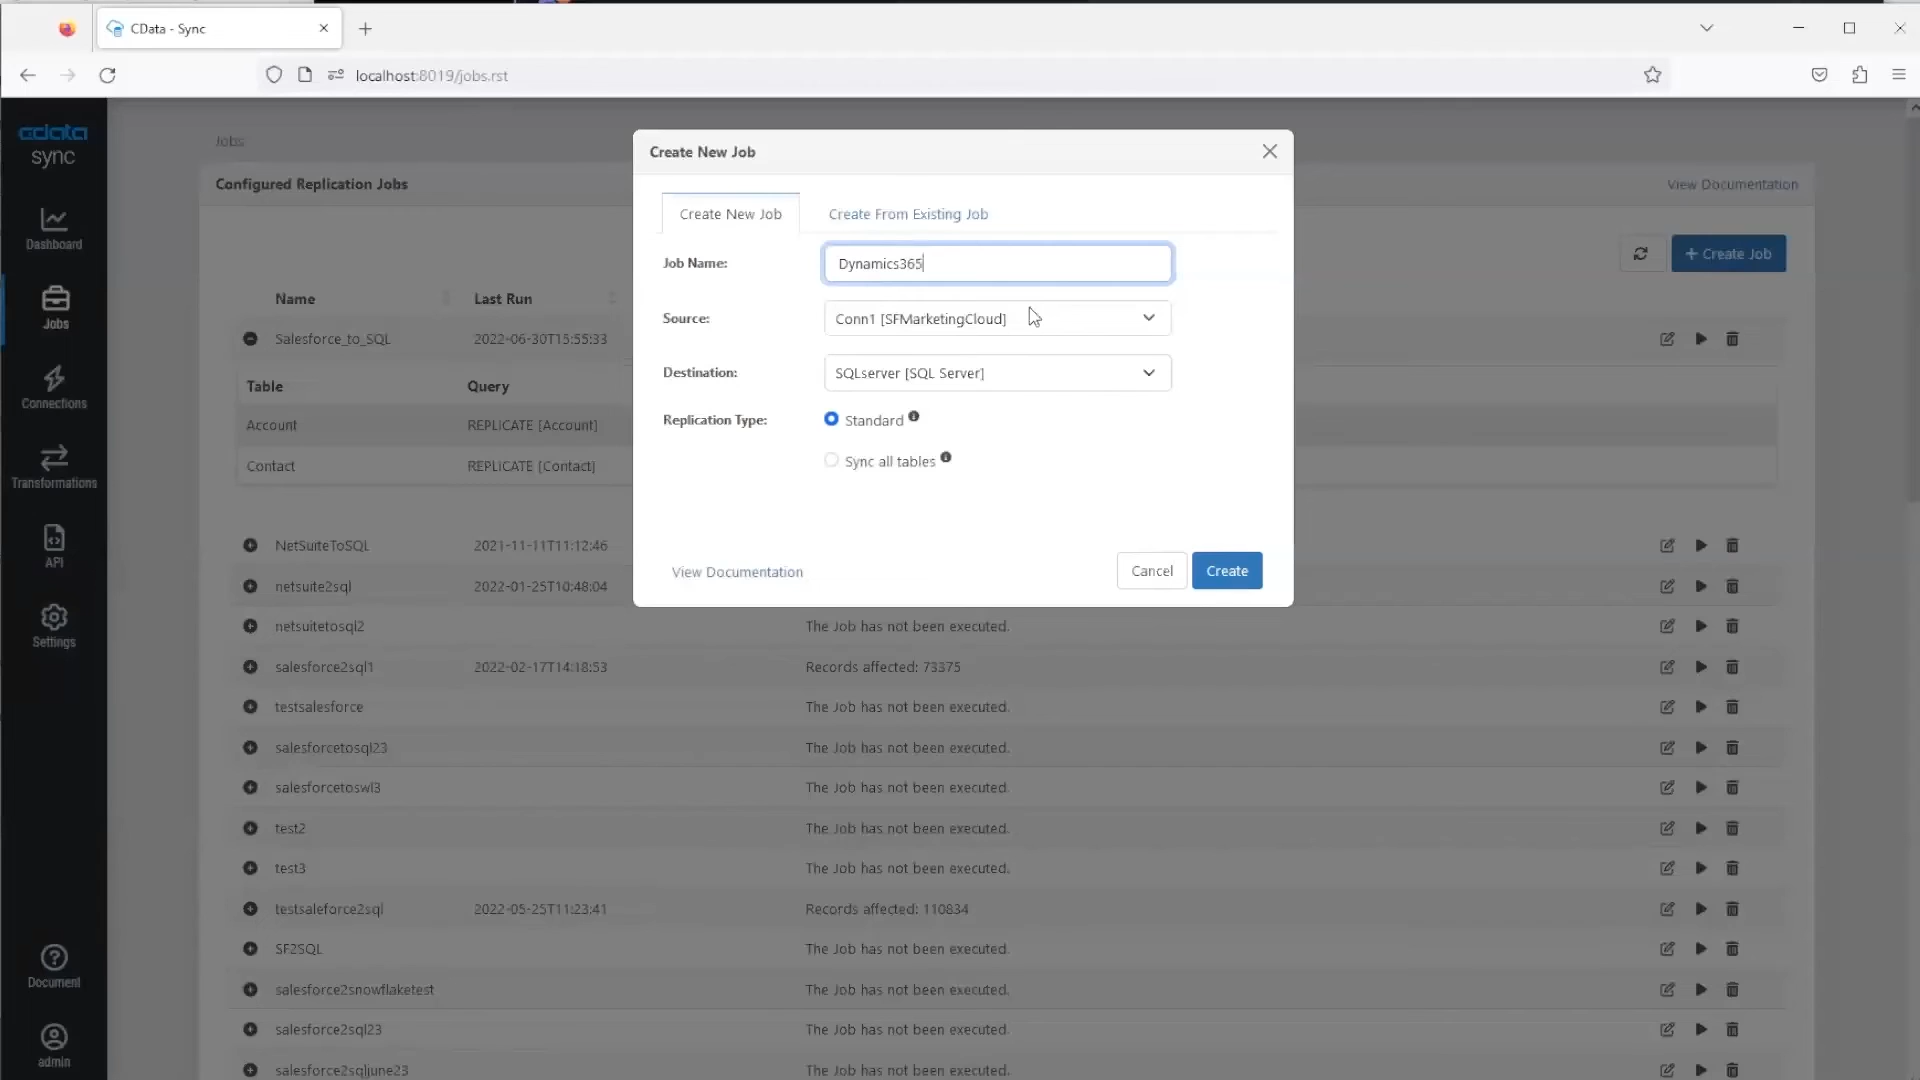 CData - Sync
localhost:8019/jobs.rst
cdata
sync
Dashboard
Jobs
Connections
Transformations
API
Settings
Document
admin
Jobs
Configured Replication Jobs
View Documentation
+ Create Job
Name
Last Run
Salesforce_to_SQL
2022-06-30T15:55:33
Table
Query
Account
REPLICATE [Account]
Contact
REPLICATE [Contact]
NetSuiteToSQL
2021-11-11T11:12:46
netsuite2sql
2022-01-25T10:48:04
netsuitetosql2
The Job has not been executed.
salesforce2sql1
2022-02-17T14:18:53
Records affected: 73375
testsalesforce
The Job has not been executed.
salesforcetosql23
The Job has not been executed.
salesforcetoswl3
The Job has not been executed.
test2
The Job has not been executed.
test3
The Job has not been executed.
testsaleforce2sql
2022-05-25T11:23:41
Records affected: 110834
SF2SQL
The Job has not been executed.
salesforce2snowflaketest
The Job has not been executed.
salesforce2sql23
The Job has not been executed.
salesforce2sqljune23
The Job has not been executed.
Create New Job
Create New Job
Create From Existing Job
Job Name:
Dynamics365
Source:
Conn1 [SFMarketingCloud]
Destination:
SQLserver [SQL Server]
Replication Type:
Standard
Sync all tables
View Documentation
Cancel
Create